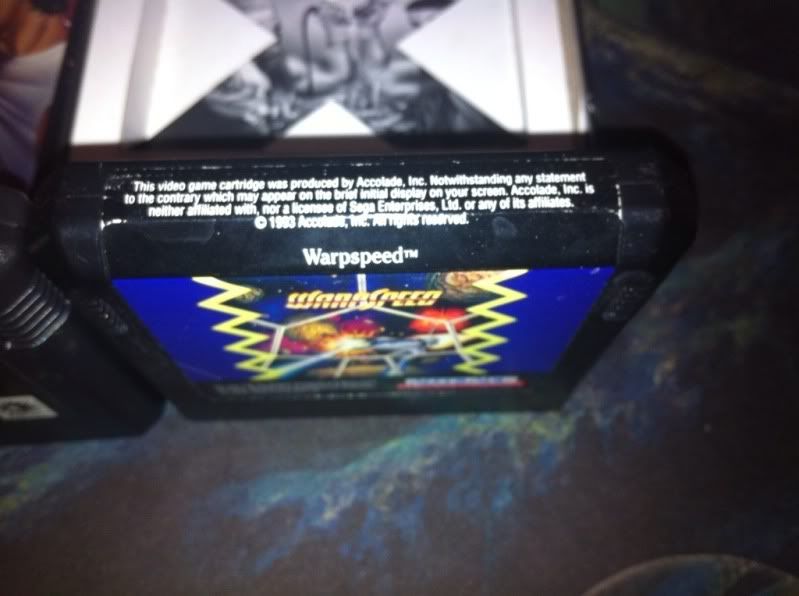 This video game cartridge was produced by Accolade, Inc. Notwithstanding any statement
to the contrary which may appear on the brief initial display on your screen. Accolade, Inc. is
neither affiliated with, nor a licensee of Sega Enterprises, Ltd. or any of its affiliates.
© 1993 Accolade, Inc. All rights reserved.
Warpspeed™
WARPSPEED